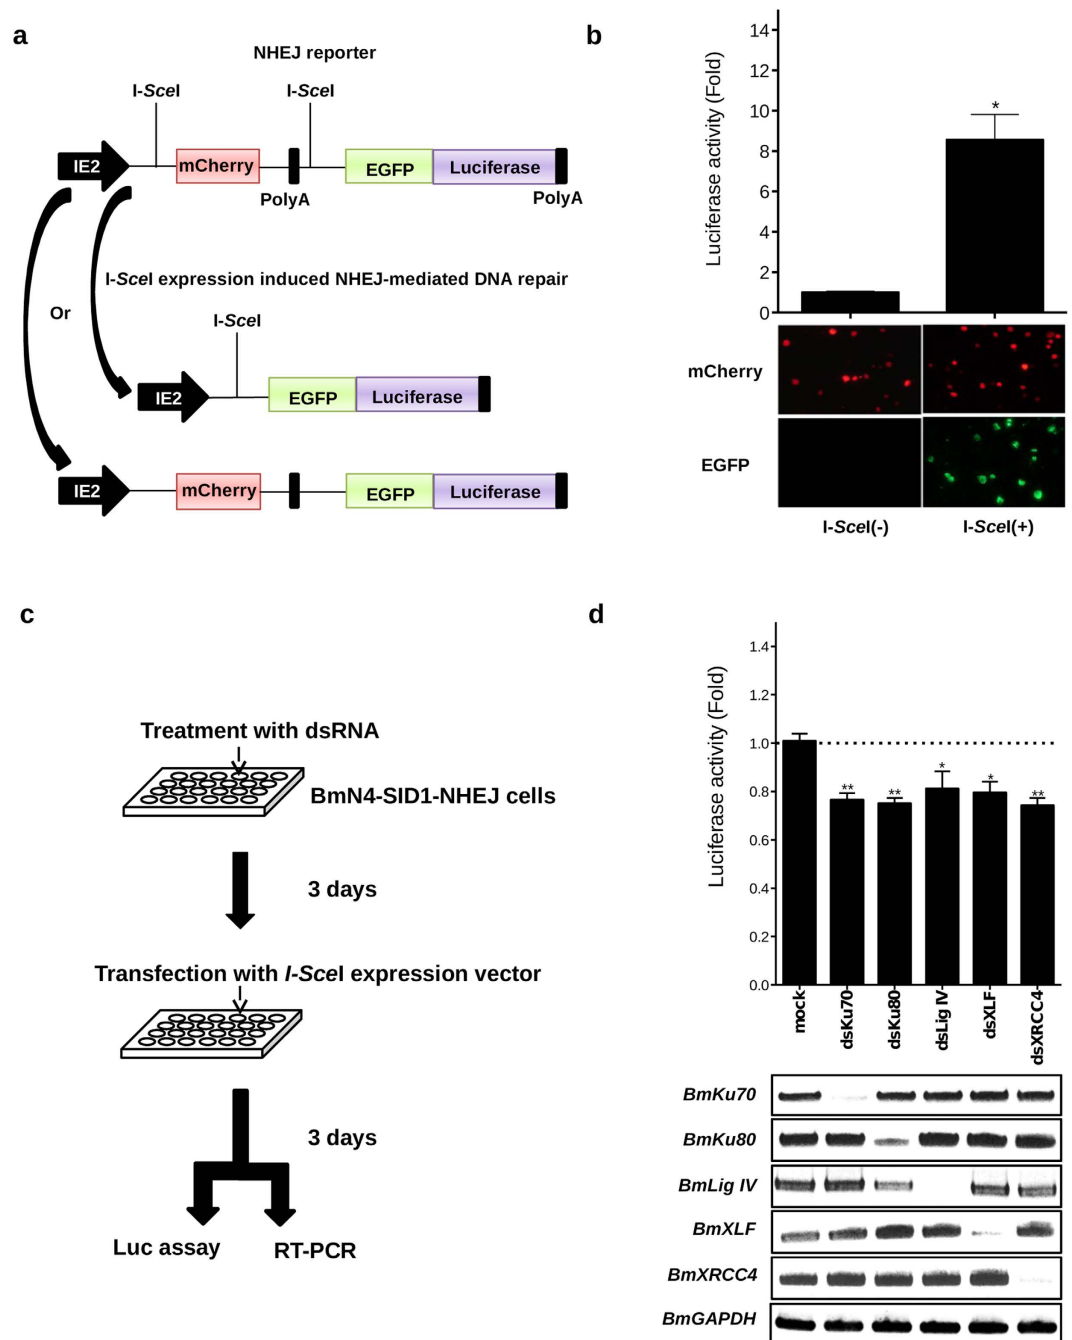 a
NHEJ reporter
I-SceI
I-SceI
IE2
mCherry
EGFP
Luciferase
PolyA
PolyA
I-SceI expression induced NHEJ-mediated DNA repair
Or
I-SceI
IE2
EGFP
Luciferase
IE2
mCherry
EGFP
Luciferase
b
Luciferase activity (Fold)
14
12
10
8
6
4
2
0
*
mCherry
EGFP
I-SceI(-)
I-SceI(+)
c
Treatment with dsRNA
BmN4-SID1-NHEJ cells
3 days
Transfection with I-SceI expression vector
3 days
Luc assay
RT-PCR
d
Luciferase activity (Fold)
1.4
1.2
1.0
0.8
0.6
0.4
0.2
0.0
**
**
*
*
**
mock
dsKu70
dsKu80
dsLig IV
dsXLF
dsXRCC4
BmKu70
BmKu80
BmLig IV
BmXLF
BmXRCC4
BmGAPDH